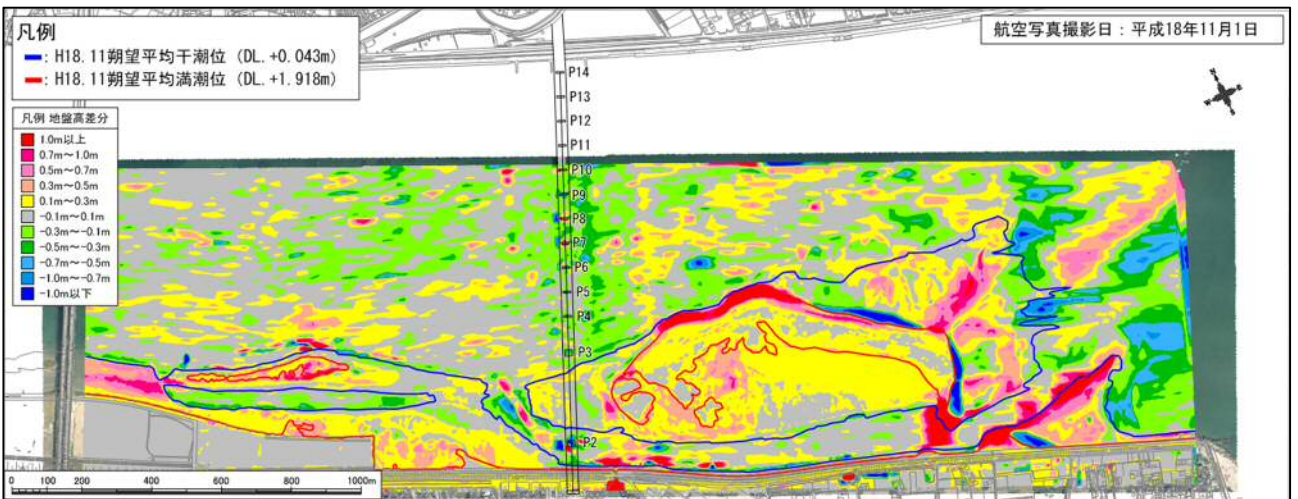 凡例
: H18.11朔望平均干潮位 (DL.+0.043m)
: H18.11朔望平均満潮位 (DL.+1.918m)
航空写真撮影日：平成18年11月1日
凡例 地盤高差分
1.0m以上
0.7m～1.0m
0.5m～0.7m
0.3m～0.5m
0.1m～0.3m
-0.1m～0.1m
-0.3m～-0.1m
-0.5m～-0.3m
-0.7m～-0.5m
-1.0m～-0.7m
-1.0m以下
P14
P13
P12
P11
P10
P9
P8
P7
P6
P5
P4
P3
P2
0 100 200 400 600 800 1000m